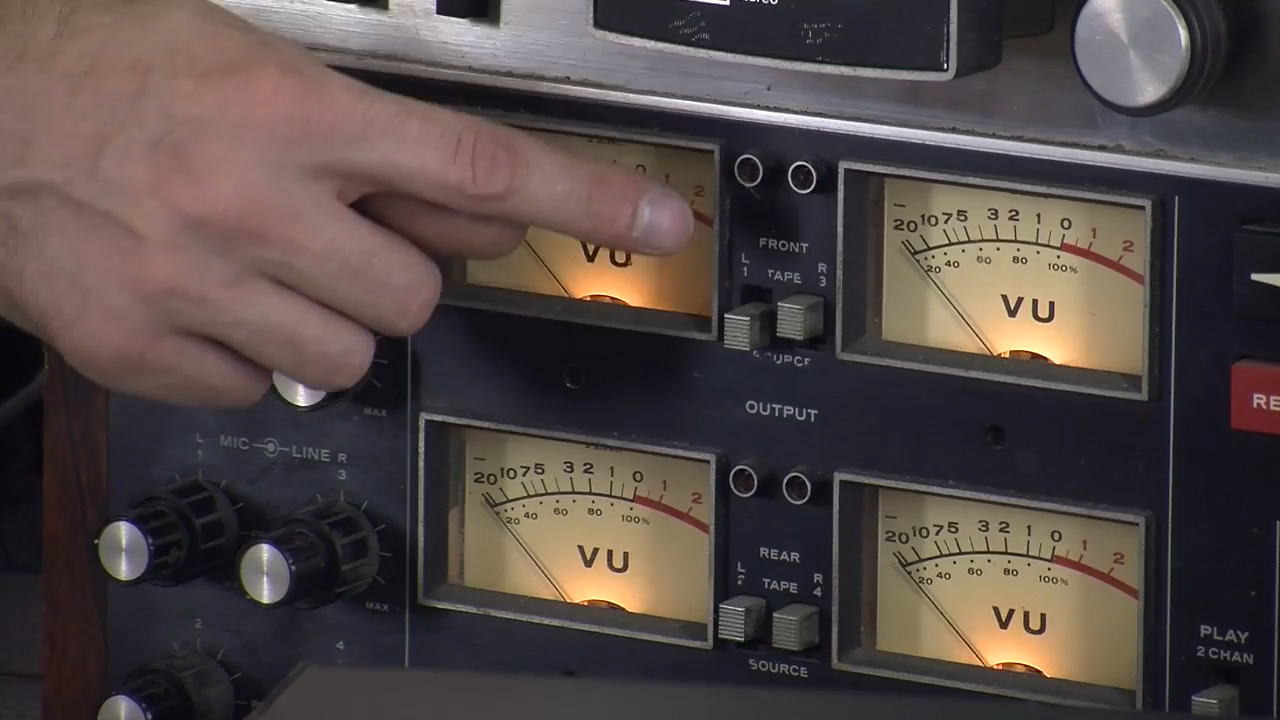 0 1 2
VU
FRONT
L TAPE R
1 3
SOURCE
- 20 10 7 5 3 2 1 0 1 2
20 40 60 80 100%
VU
OUTPUT
MAX
L MIC LINE R
1 3
MAX
2 4
- 20 10 7 5 3 2 1 0 1 2
20 40 60 80 100%
VU
REAR
L TAPE R
2 4
SOURCE
- 20 10 7 5 3 2 1 0 1 2
20 40 60 80 100%
VU
RE
PLAY
2 CHAN